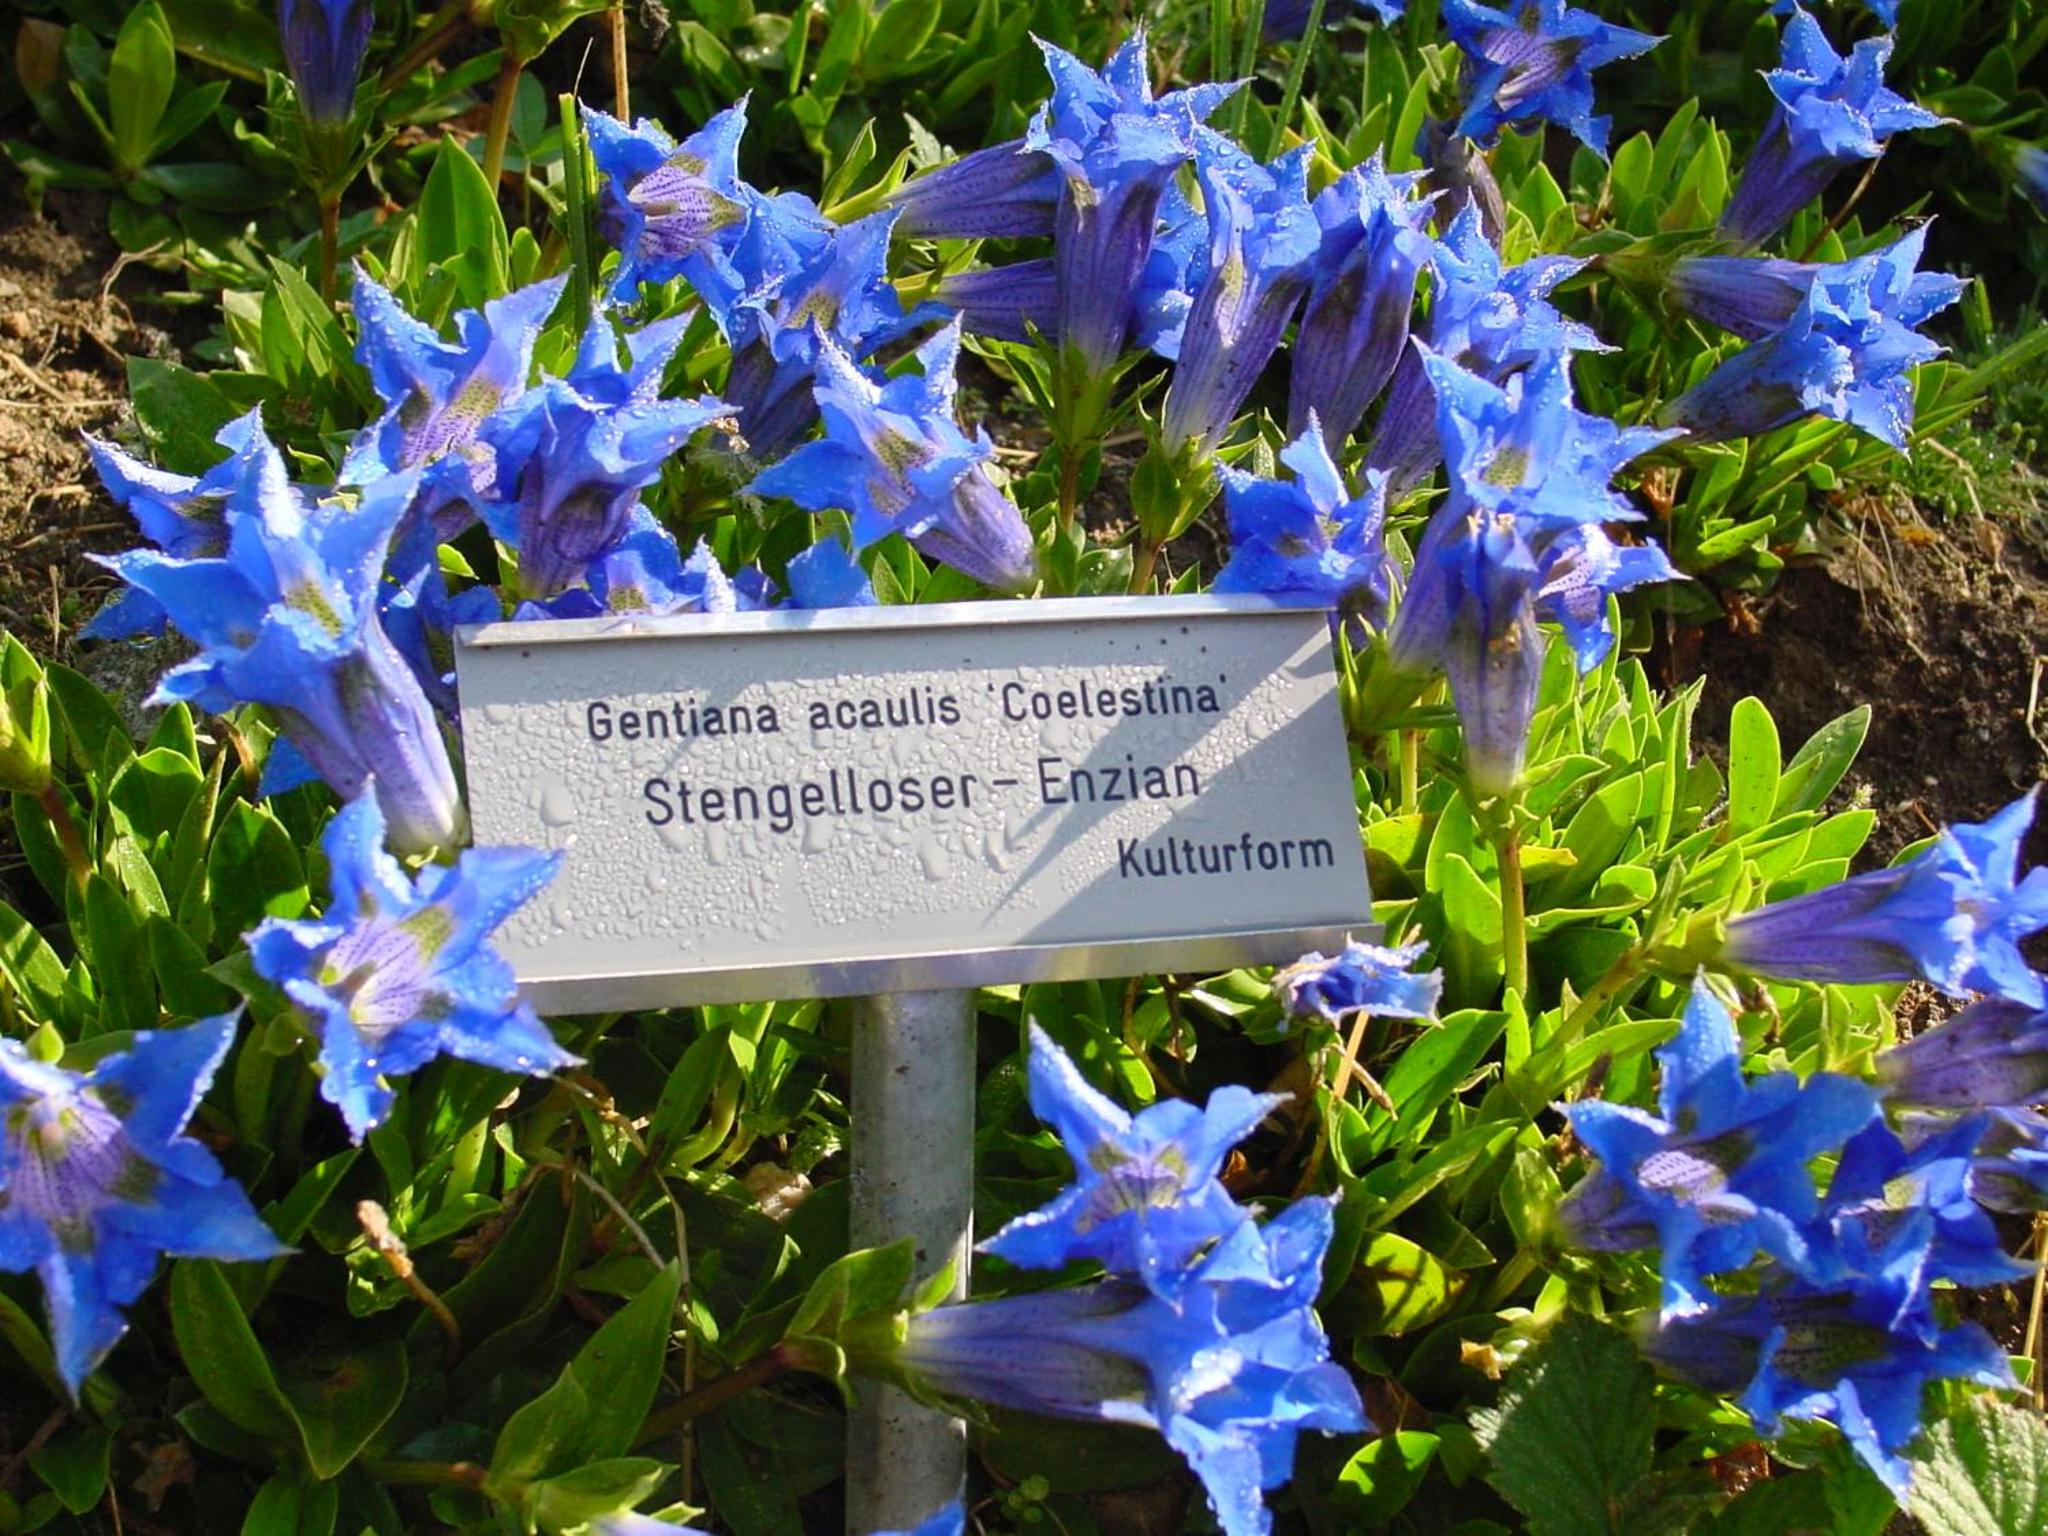 Gentiana acaulis 'Coelestina'
Stengelloser - Enzian
Kulturform